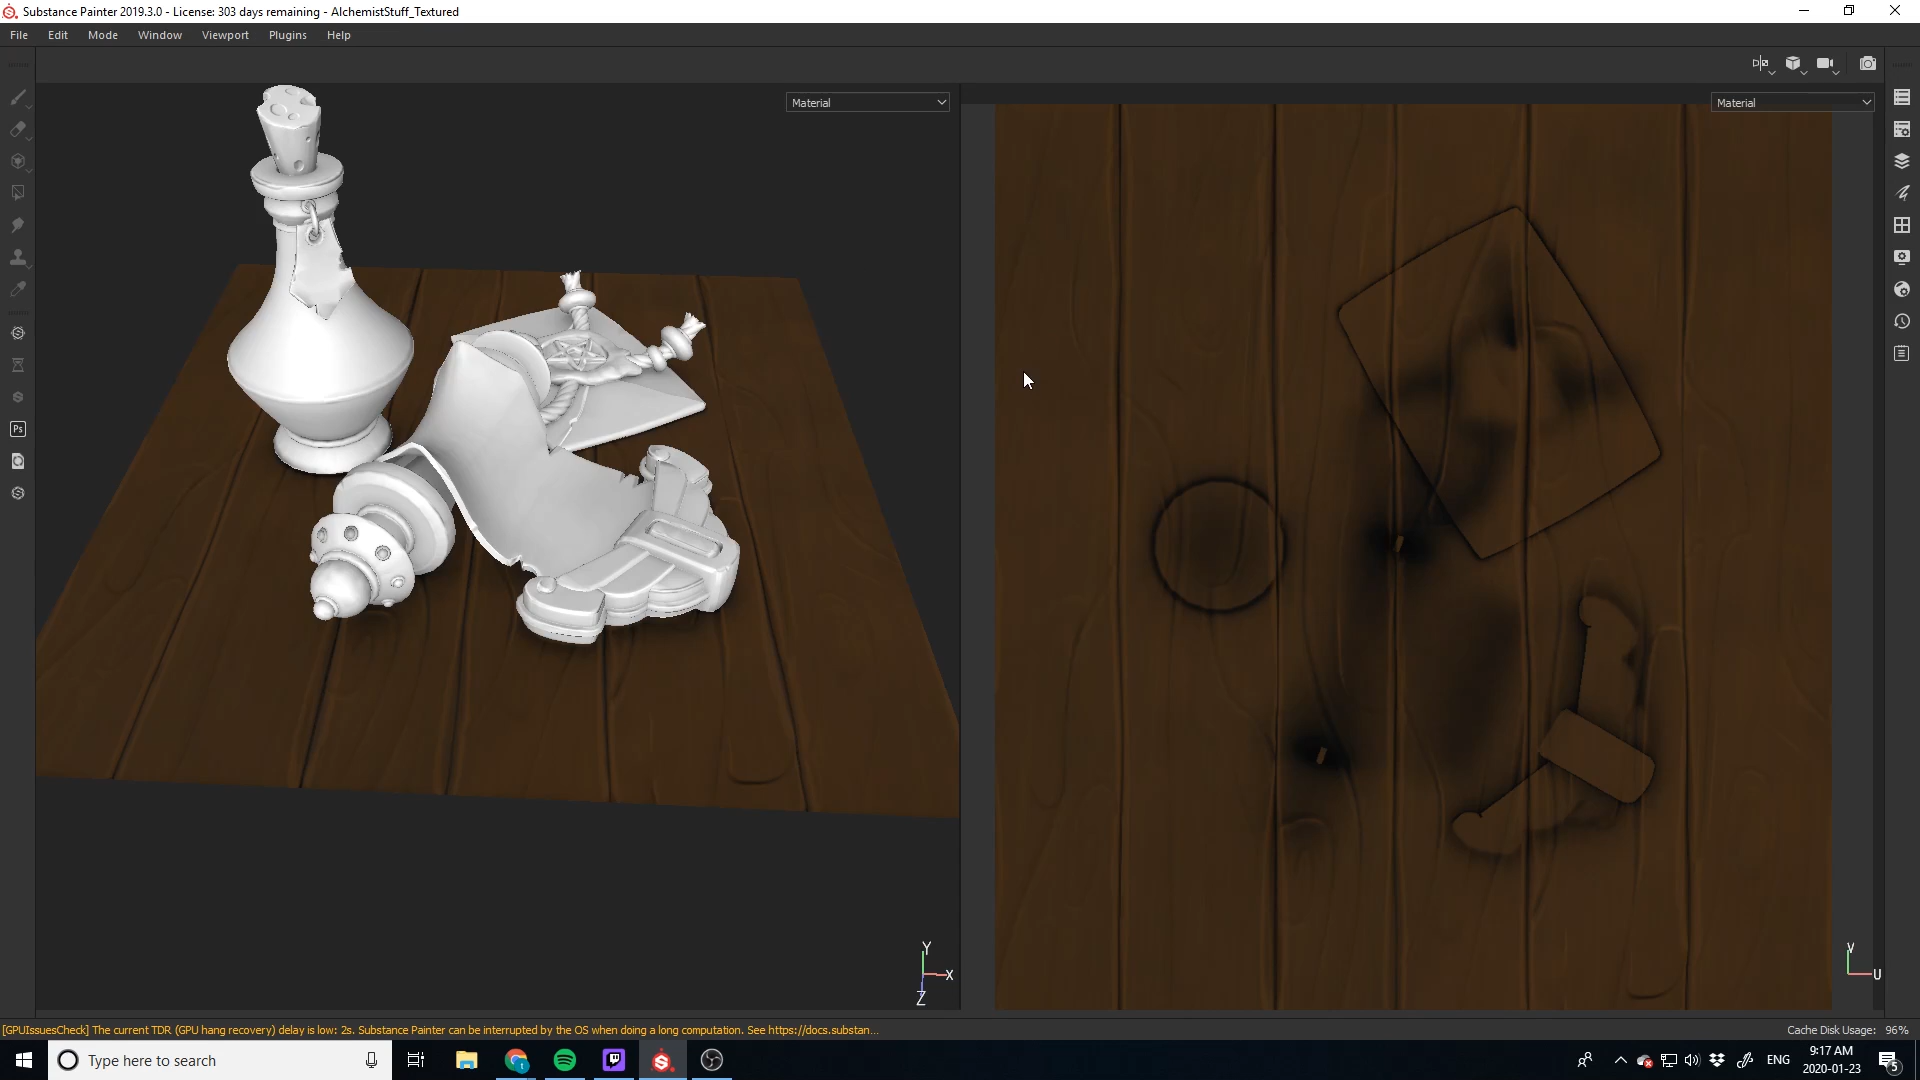 Substance Painter 2019.3.0 - License: 303 days remaining - AlchemistStuff_Textured
File Edit Mode Window Viewport Plugins Help
Material
Material
Ps
Y
X
Z
V
U
[GPUIssuesCheck] The current TDR (GPU hang recovery) delay is low: 2s. Substance Painter can be interrupted by the OS when doing a long computation. See https://docs.substan...
Cache Disk Usage: 96%
Type here to search
ENG
9:17 AM
2020-01-23
5